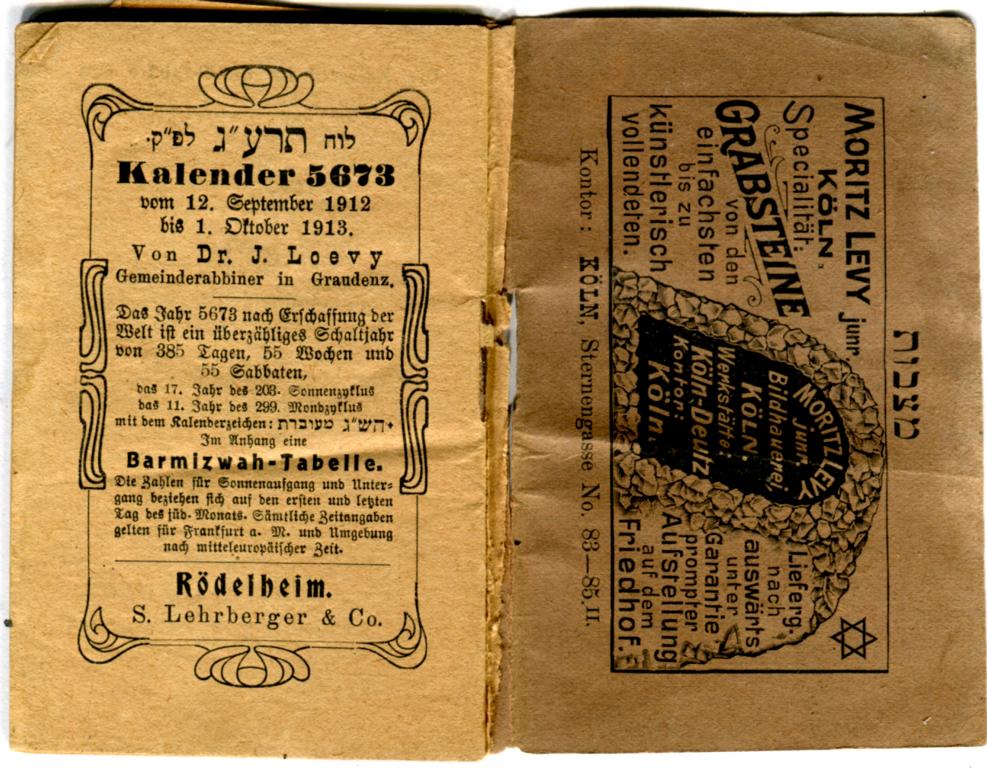 לוח תרע״ג לפ״ק.
Kalender 5673
vom 12. September 1912
bis 1. Oktober 1913.
Von Dr. J. Loevy
Gemeinderabbiner in Graudenz.
Das Jahr 5673 nach Erschaffung der
Welt ist ein überzähliges Schaltjahr
von 385 Tagen, 55 Wochen und
55 Sabbaten,
das 17. Jahr des 203. Sonnenzyklus
das 11. Jahr des 299. Mondzyklus
mit dem Kalenderzeichen: הש״ג מעוברת+
Im Anhang eine
Barmizwah-Tabelle.
Die Zahlen für Sonnenaufgang und Unter-
gang beziehen sich auf den ersten und letzten
Tag des jüd. Monats. Sämtliche Zeitangaben
gelten für Frankfurt a. M. und Umgebung
nach mitteleuropäischer Zeit.
Rödelheim.
S. Lehrberger & Co.
מצבות
MORITZ LEVY junr.
KÖLN,
Specialität:
GRABSTEINE
von den
einfachsten
bis zu
künstlerisch
vollendeten.
MORITZ LEVY
junr.
Bildhauerei,
KÖLN
Werkstätte:
Köln-Deutz
Kontor:
Köln.
Lieferg.
nach
auswärts
unter
Garantie
prompter
Aufstellung
auf dem
Friedhof.
Kontor: KÖLN, Sternengasse No. 83—85.II.